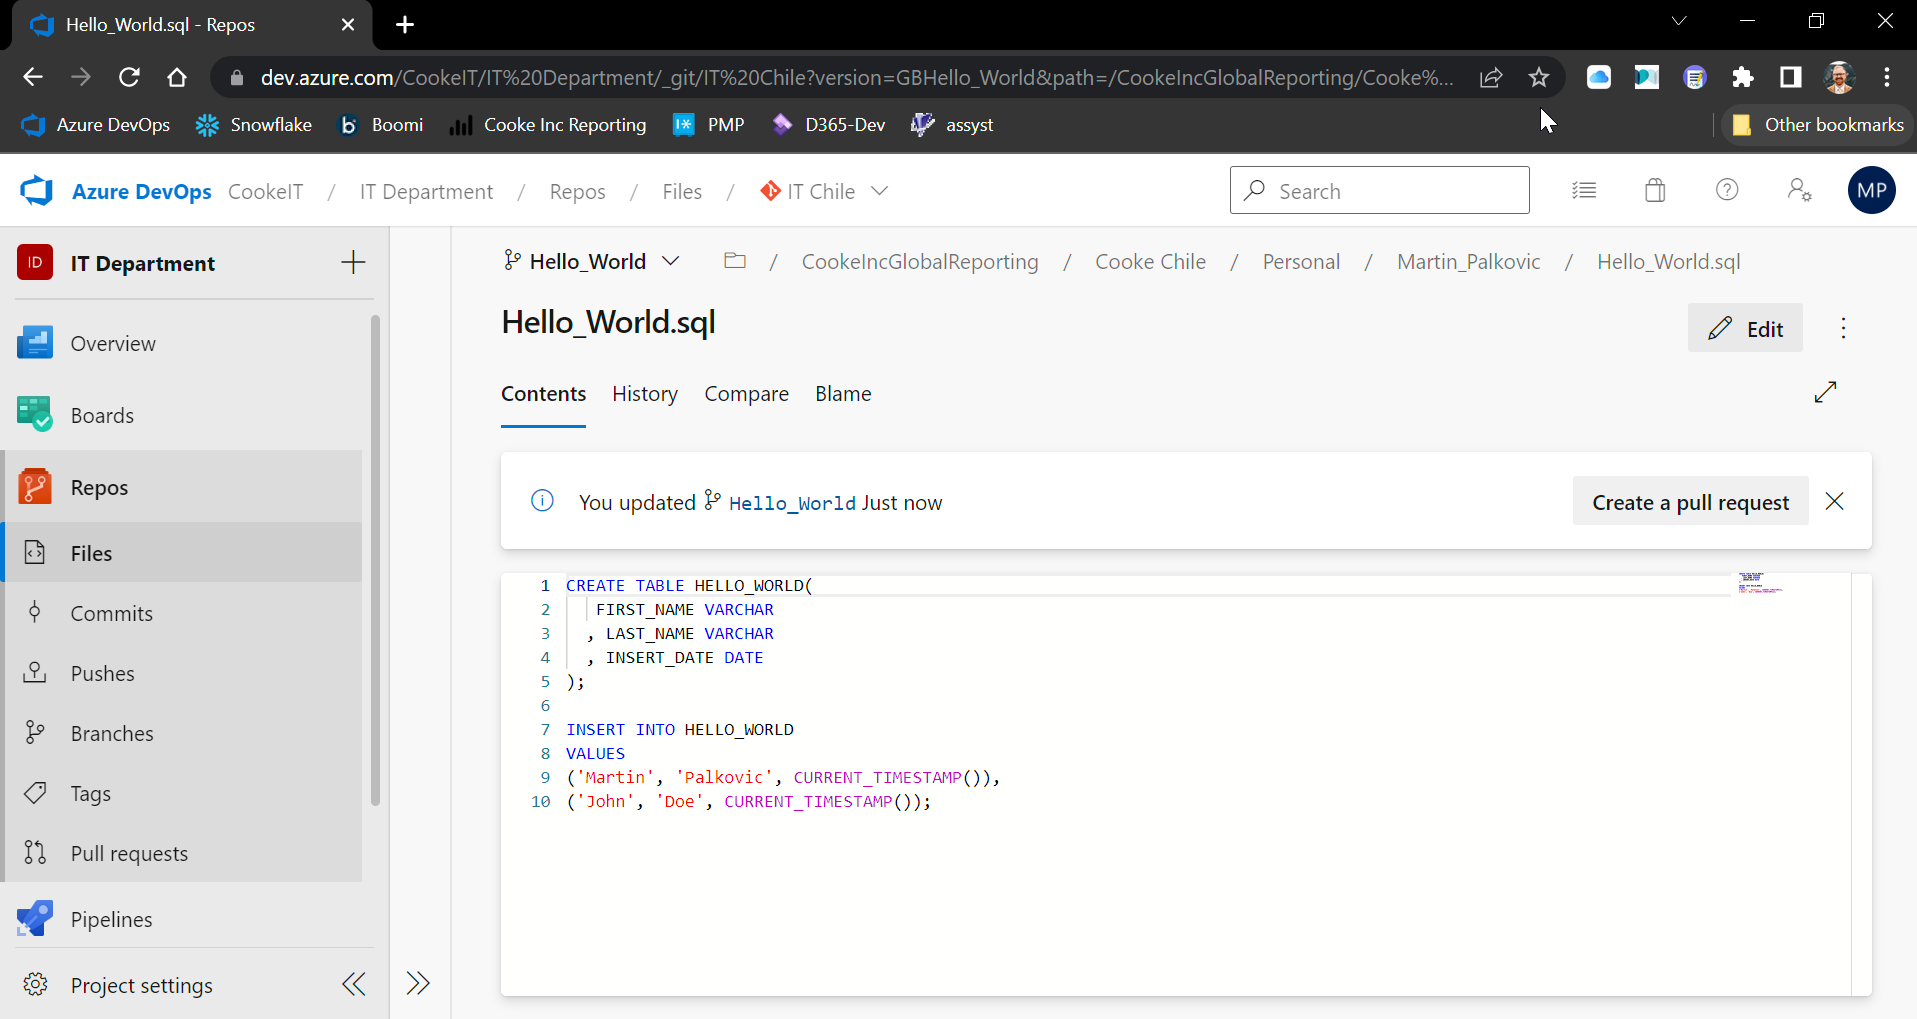 Hello_World.sql - Repos
dev.azure.com/CookeIT/IT%20Department/_git/IT%20Chile?version=GBHello_World&path=/CookeIncGlobalReporting/Cooke%...
Azure DevOps Snowflake Boomi Cooke Inc Reporting PMP D365-Dev assyst Other bookmarks
Azure DevOps CookeIT / IT Department / Repos / Files / IT Chile Search MP
ID IT Department
Overview
Boards
Repos
Files
Commits
Pushes
Branches
Tags
Pull requests
Pipelines
Project settings
Hello_World / CookeIncGlobalReporting / Cooke Chile / Personal / Martin_Palkovic / Hello_World.sql
Hello_World.sql
Edit
Contents History Compare Blame
You updated Hello_World Just now Create a pull request
1 CREATE TABLE HELLO_WORLD(
2 FIRST_NAME VARCHAR
3 , LAST_NAME VARCHAR
4 , INSERT_DATE DATE
5 );
6
7 INSERT INTO HELLO_WORLD
8 VALUES
9 ('Martin', 'Palkovic', CURRENT_TIMESTAMP()),
10 ('John', 'Doe', CURRENT_TIMESTAMP());